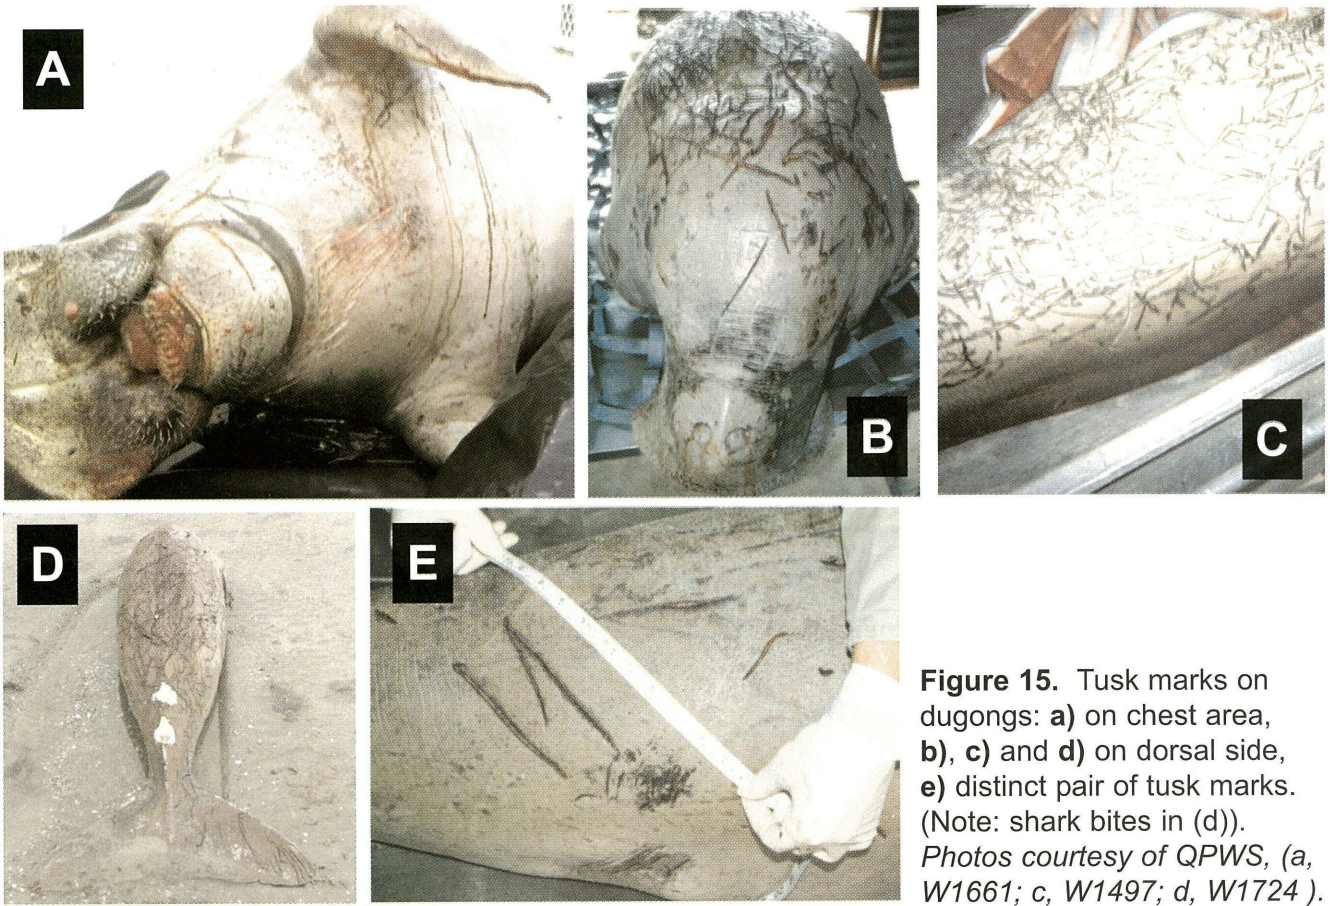 A
B
C
D
E
Figure 15. Tusk marks on
dugongs: a) on chest area,
b), c) and d) on dorsal side,
e) distinct pair of tusk marks.
(Note: shark bites in (d)).
Photos courtesy of QPWS, (a,
W1661; c, W1497; d, W1724 ).